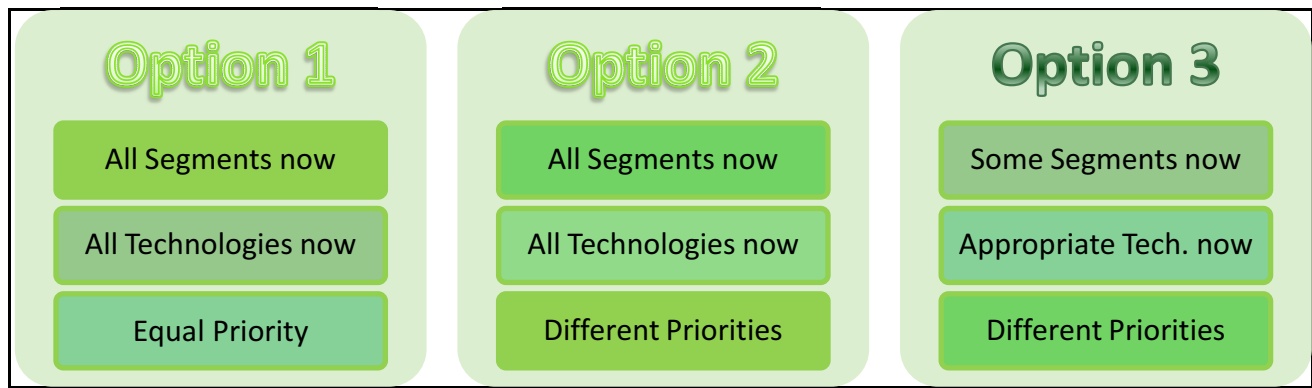 Option 1
All Segments now
All Technologies now
Equal Priority
Option 2
All Segments now
All Technologies now
Different Priorities
Option 3
Some Segments now
Appropriate Tech. now
Different Priorities